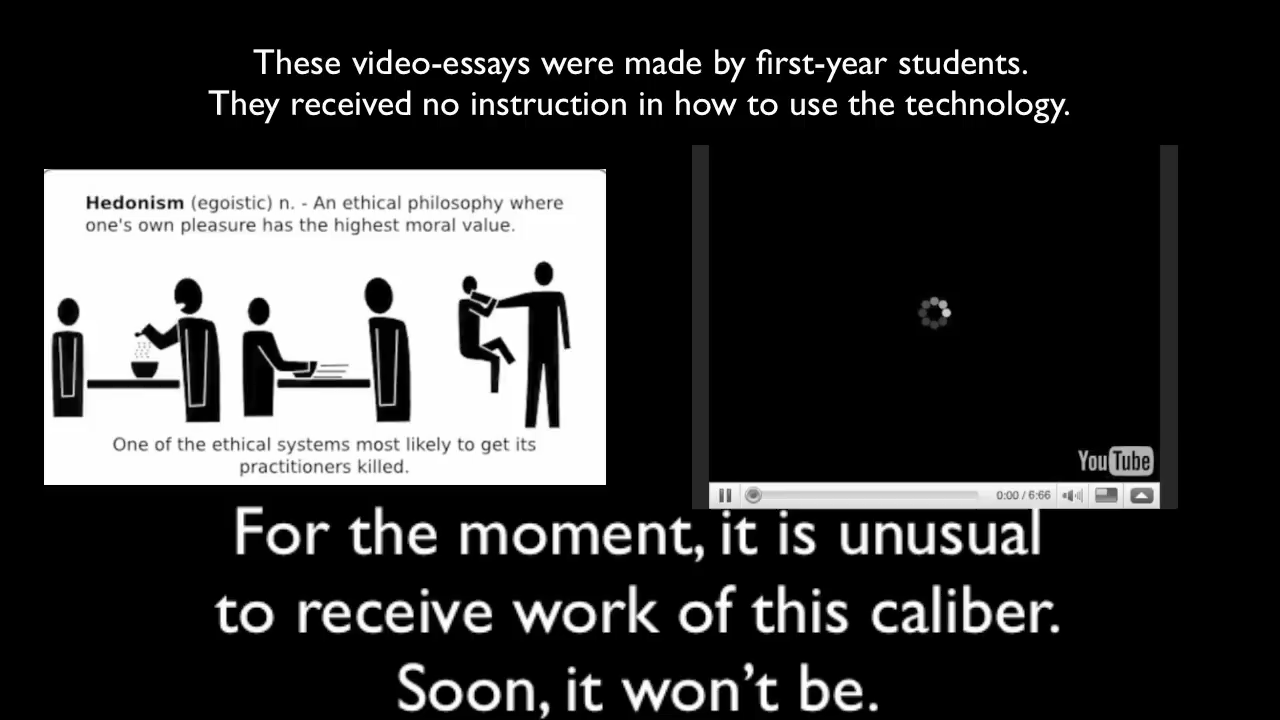 These video-essays were made by first-year students.
They received no instruction in how to use the technology.
Hedonism (egoistic) n. - An ethical philosophy where
one's own pleasure has the highest moral value.
One of the ethical systems most likely to get its
practitioners killed.
YouTube
0:00 / 6:66
For the moment, it is unusual
to receive work of this caliber.
Soon, it won't be.